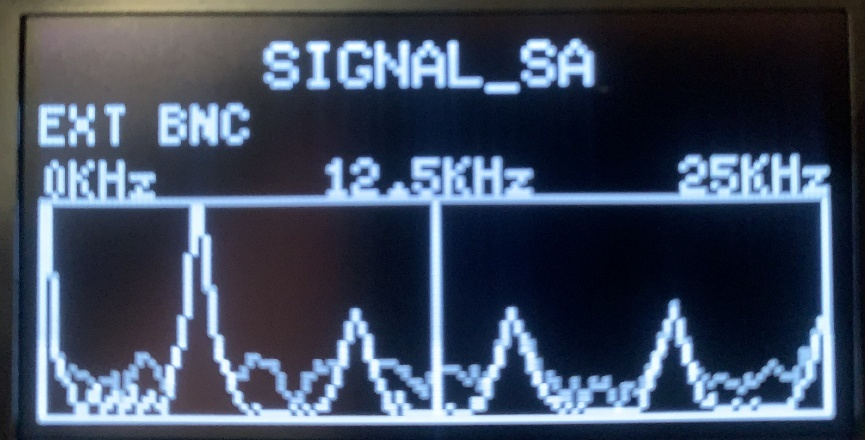 SIGNAL_SA
EXT BNC
0KHz 12.5KHz 25KHz